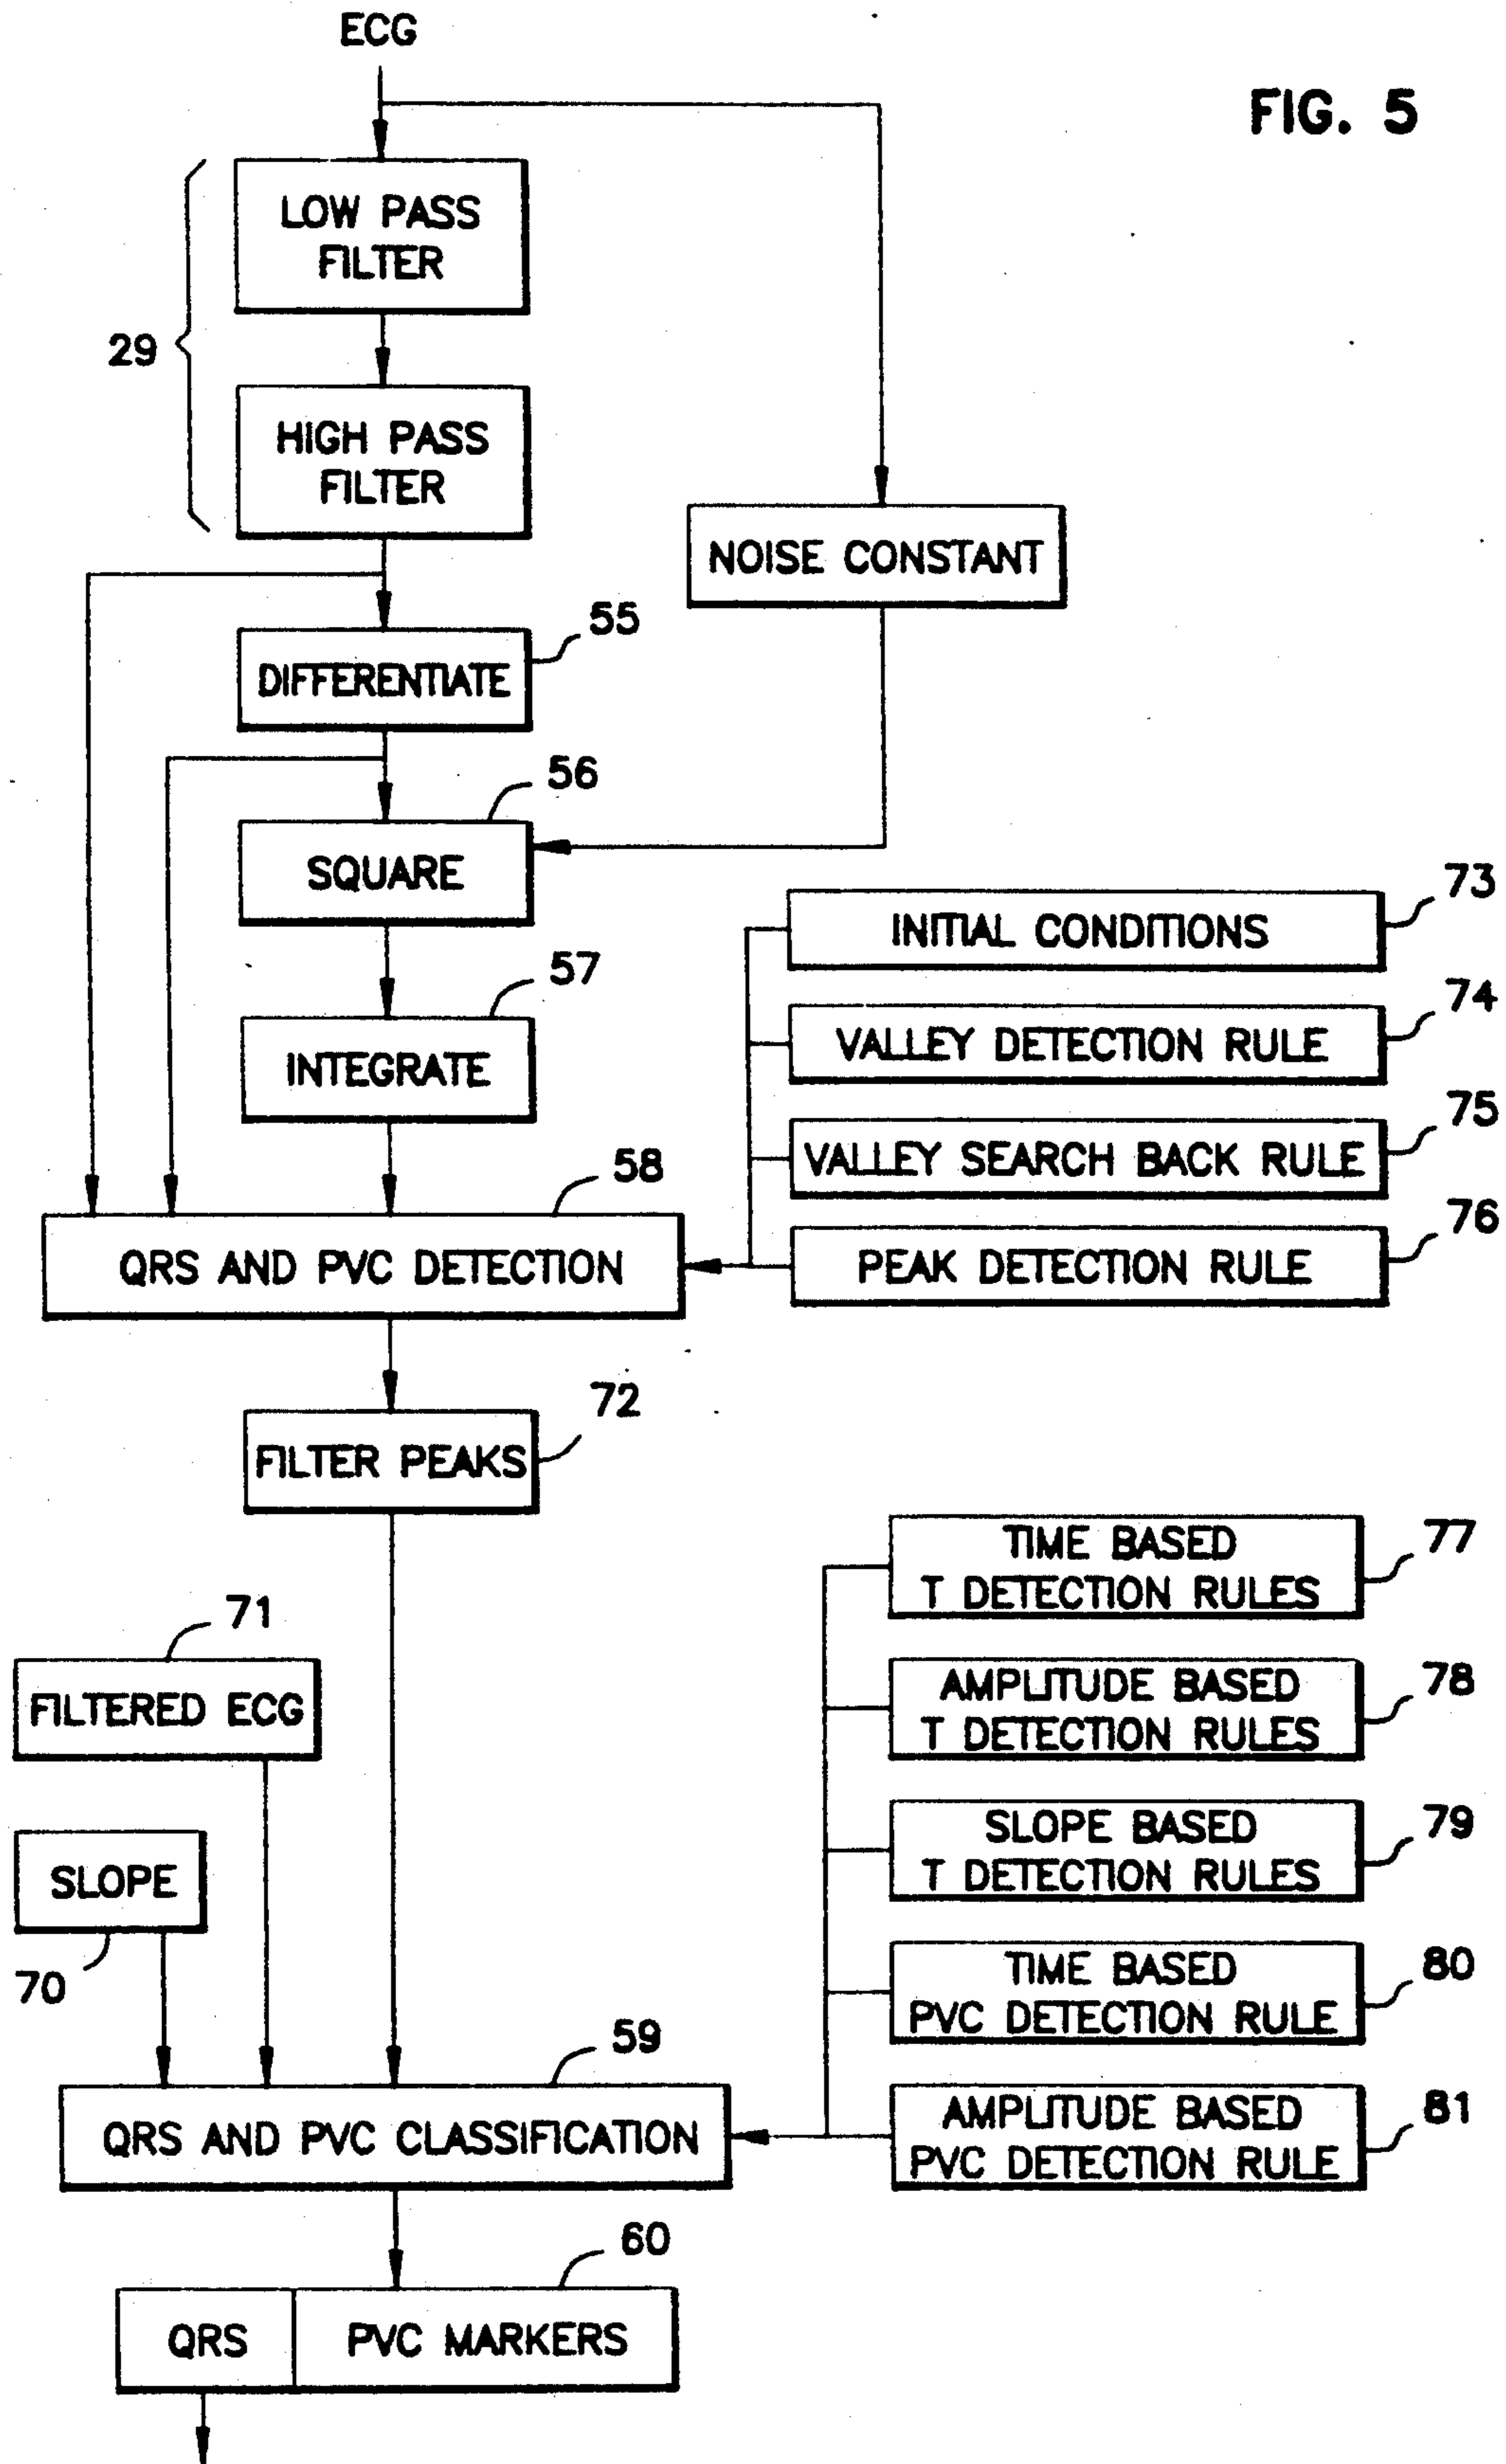 ECG
FIG. 5
LOW PASS
FILTER
29
HIGH PASS
FILTER
NOISE CONSTANT
55
DIFFERENTIATE
56
SQUARE
73
INITIAL CONDITIONS
57
INTEGRATE
74
VALLEY DETECTION RULE
75
VALLEY SEARCH BACK RULE
58
QRS AND PVC DETECTION
76
PEAK DETECTION RULE
72
FILTER PEAKS
77
TIME BASED
T DETECTION RULES
71
FILTERED ECG
78
AMPLITUDE BASED
T DETECTION RULES
79
SLOPE BASED
T DETECTION RULES
SLOPE
70
80
TIME BASED
PVC DETECTION RULE
59
QRS AND PVC CLASSIFICATION
81
AMPLITUDE BASED
PVC DETECTION RULE
60
QRS
PVC MARKERS